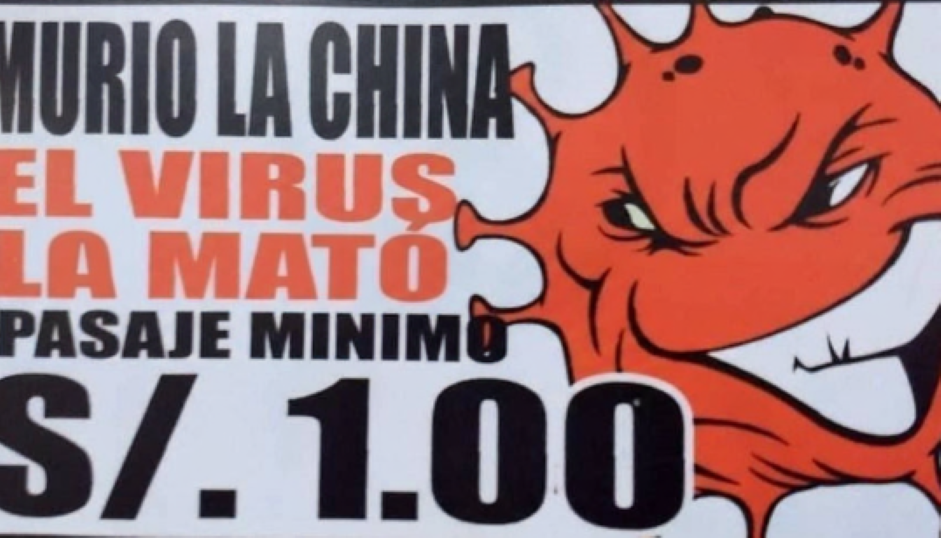 MURIO LA CHINA
EL VIRUS
LA MATÓ
PASAJE MINIMO
S/. 1.00